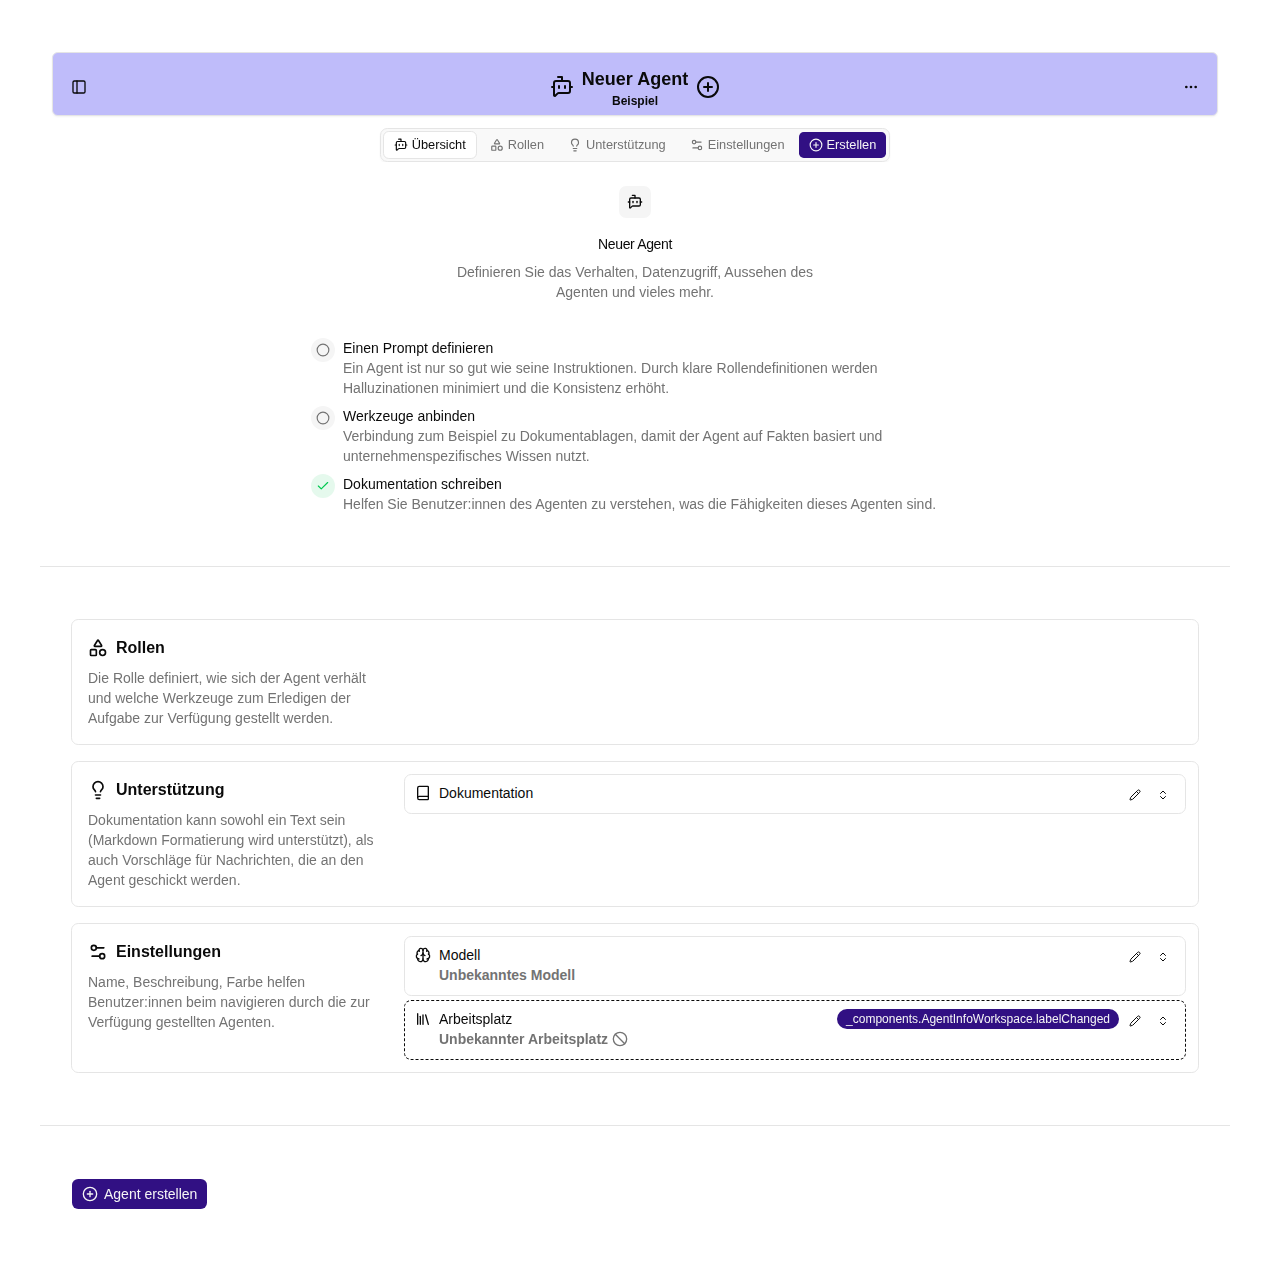 Neuer Agent
Beispiel
Übersicht Rollen Unterstützung Einstellungen Erstellen
Neuer Agent
Definieren Sie das Verhalten, Datenzugriff, Aussehen des
Agenten und vieles mehr.
Einen Prompt definieren
Ein Agent ist nur so gut wie seine Instruktionen. Durch klare Rollendefinitionen werden
Halluzinationen minimiert und die Konsistenz erhöht.
Werkzeuge anbinden
Verbindung zum Beispiel zu Dokumentablagen, damit der Agent auf Fakten basiert und
unternehmenspezifisches Wissen nutzt.
Dokumentation schreiben
Helfen Sie Benutzer:innen des Agenten zu verstehen, was die Fähigkeiten dieses Agenten sind.
Rollen
Die Rolle definiert, wie sich der Agent verhält
und welche Werkzeuge zum Erledigen der
Aufgabe zur Verfügung gestellt werden.
Unterstützung
Dokumentation kann sowohl ein Text sein
(Markdown Formatierung wird unterstützt), als
auch Vorschläge für Nachrichten, die an den
Agent geschickt werden.
Dokumentation
Einstellungen
Name, Beschreibung, Farbe helfen
Benutzer:innen beim navigieren durch die zur
Verfügung gestellten Agenten.
Modell
Unbekanntes Modell
Arbeitsplatz _components.AgentInfoWorkspace.labelChanged
Unbekannter Arbeitsplatz
Agent erstellen